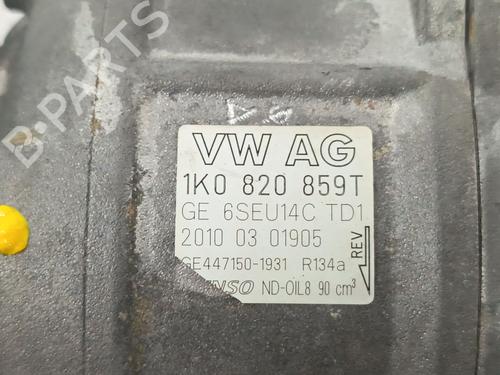 B-PARTS
VW AG
1K0 820 859T
GE 6SEU14C TD1
2010 03 01905
REV
GE447150-1931 R134a
ND-OIL8 90 cm³